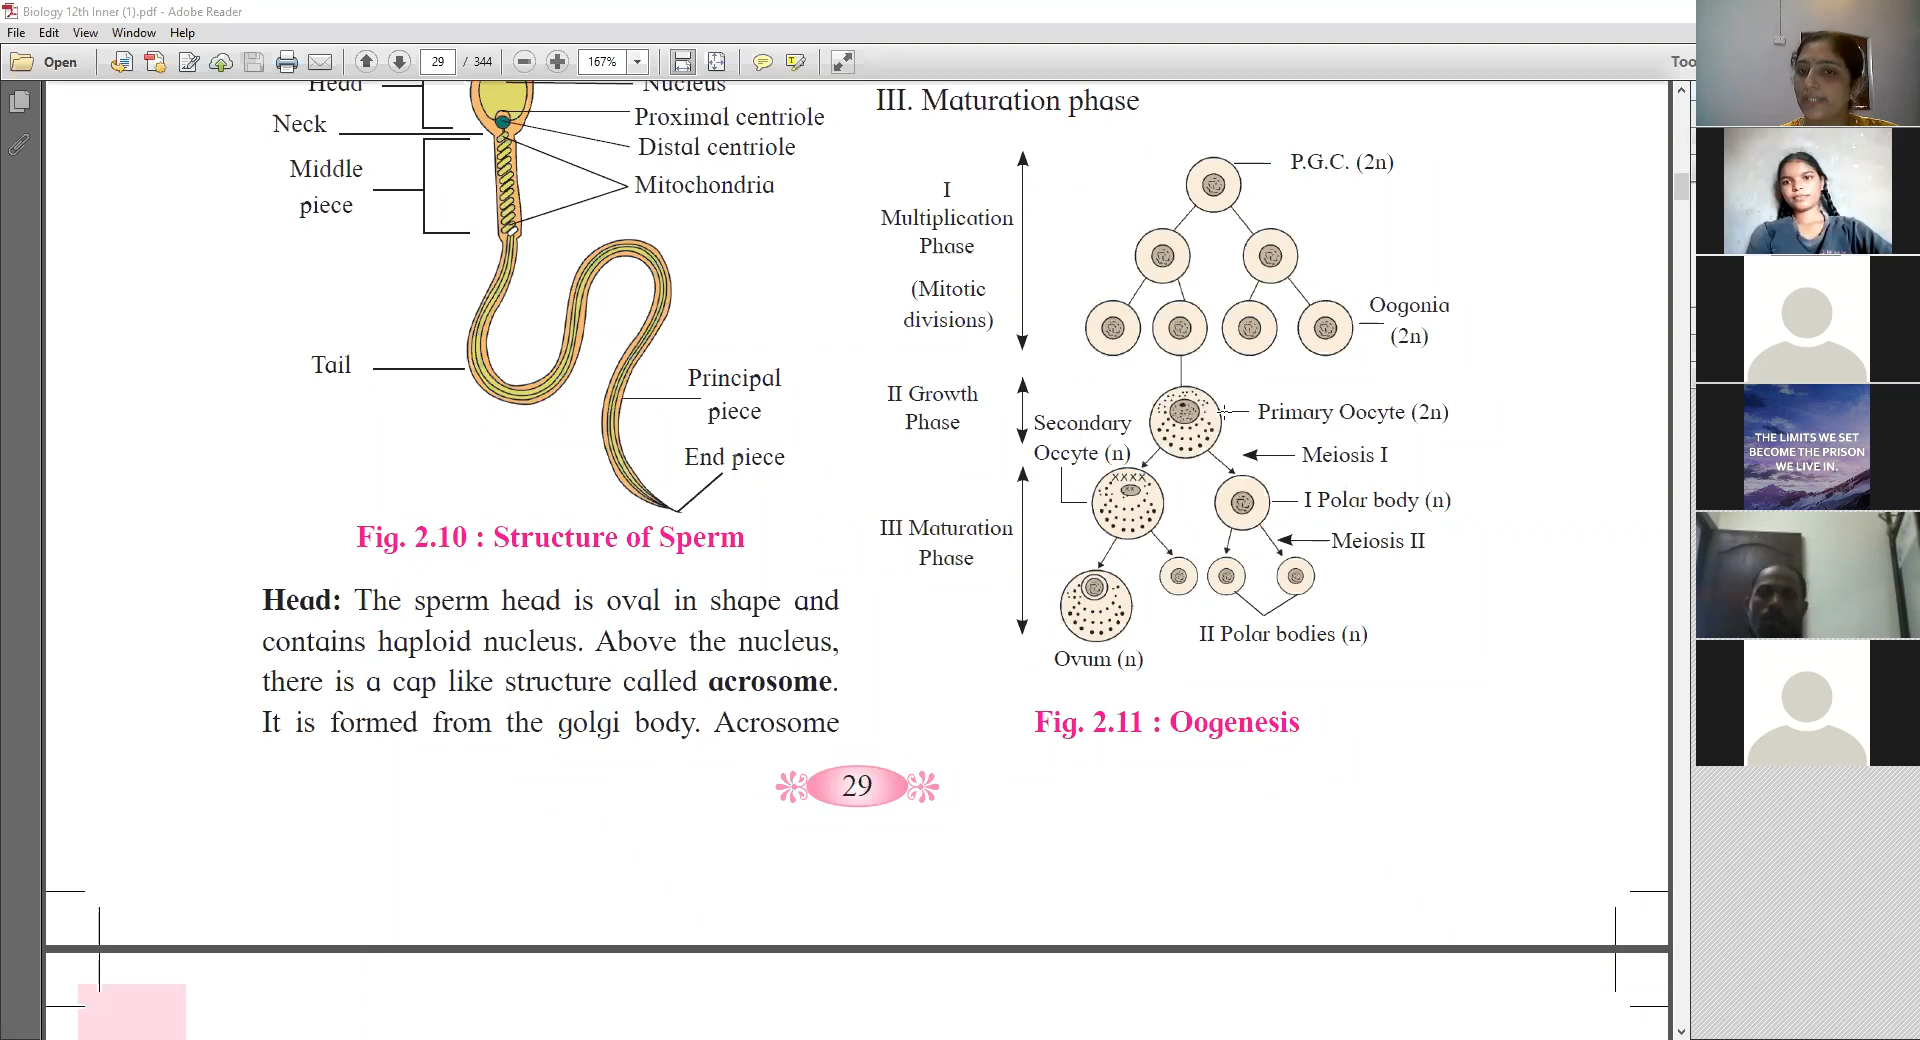 Biology 12th Inner (1).pdf - Adobe Reader
File Edit View Window Help
Open 29 / 344 167% Too
Head
Nucleus
Neck
Proximal centriole
Distal centriole
Middle
piece
Mitochondria
Tail
Principal
piece
End piece
Fig. 2.10 : Structure of Sperm
Head: The sperm head is oval in shape and
contains haploid nucleus. Above the nucleus,
there is a cap like structure called acrosome.
It is formed from the golgi body. Acrosome
III. Maturation phase
I
Multiplication
Phase
(Mitotic
divisions)
P.G.C. (2n)
Oogonia
(2n)
II Growth
Phase
Primary Oocyte (2n)
Secondary
Occyte (n)
Meiosis I
I Polar body (n)
III Maturation
Phase
Meiosis II
II Polar bodies (n)
Ovum (n)
Fig. 2.11 : Oogenesis
29
THE LIMITS WE SET
BECOME THE PRISON
WE LIVE IN.